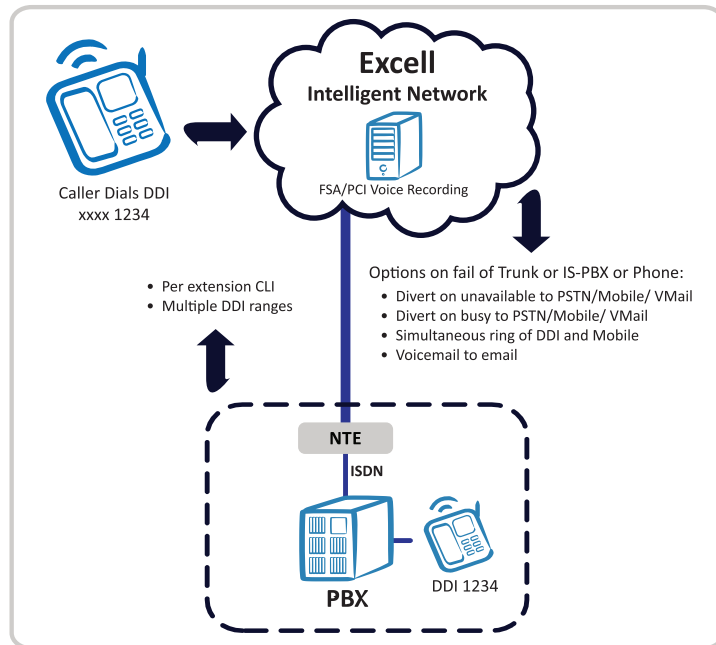 Excell
Intelligent Network
FSA/PCI Voice Recording
Caller Dials DDI
xxxx 1234
Options on fail of Trunk or IS-PBX or Phone:
• Divert on unavailable to PSTN/Mobile/ VMail
• Divert on busy to PSTN/Mobile/ VMail
• Simultaneous ring of DDI and Mobile
• Voicemail to email
• Per extension CLI
• Multiple DDI ranges
NTE
ISDN
PBX
DDI 1234